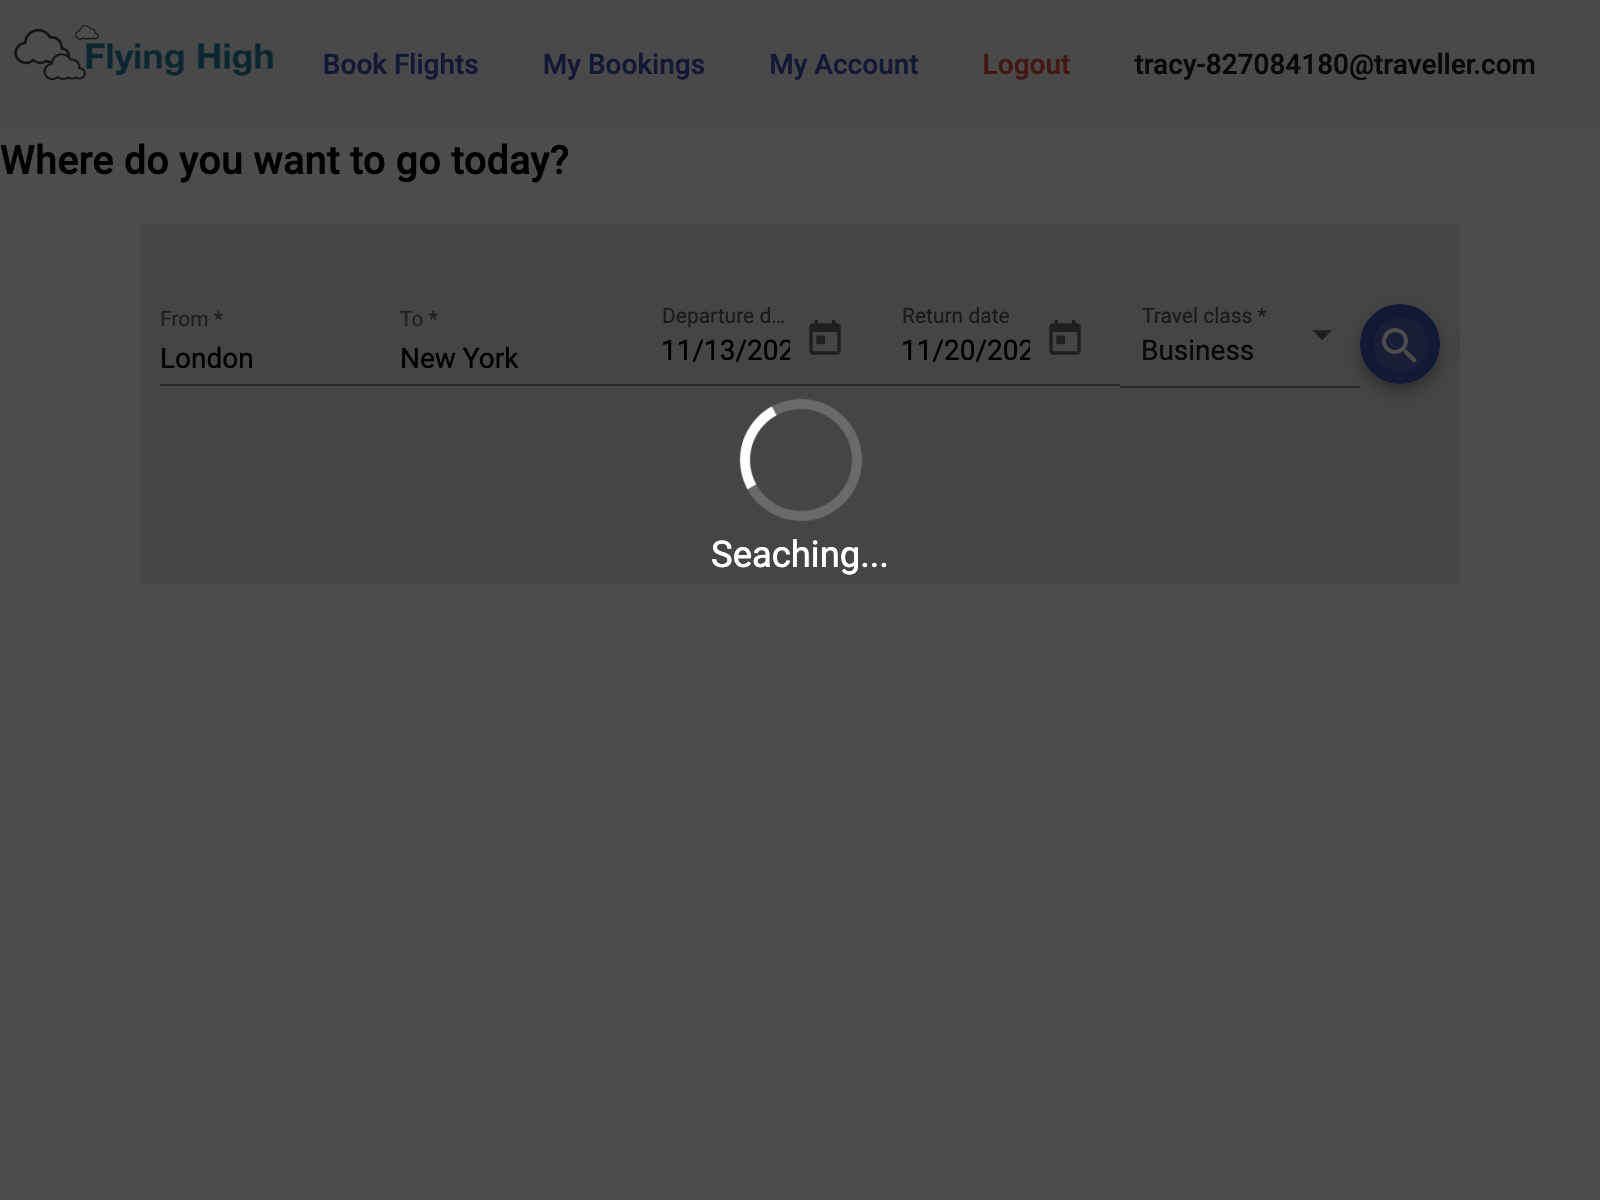 Flying High
Book Flights
My Bookings
My Account
Logout
tracy-827084180@traveller.com
Where do you want to go today?
From *
London
To *
New York
Departure d...
11/13/202
Return date
11/20/202
Travel class *
Business
Seaching...